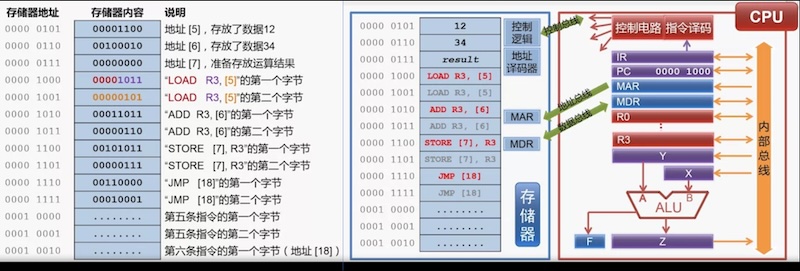 存储器地址 存储器内容 说明
0000 0101 00001100 地址 [5]，存放了数据12
0000 0110 00100010 地址 [6]，存放了数据34
0000 0111 00000000 地址 [7]，准备存放运算结果
0000 1000 00001011 “LOAD R3, [5]”的第一个字节
0000 1001 00000101 “LOAD R3, [5]”的第二个字节
0000 1010 00011011 “ADD R3, [6]”的第一个字节
0000 1011 00000110 “ADD R3, [6]”的第二个字节
0000 1100 00101011 “STORE [7], R3”的第一个字节
0000 1101 00000111 “STORE [7], R3”的第二个字节
0000 1110 00110000 “JMP [18]”的第一个字节
0000 1111 00010001 “JMP [18]”的第二个字节
0001 0000 ........ 第五条指令的第一个字节
0001 0001 ........ 第五条指令的第二个字节
0001 0010 ........ 第六条指令的第一个字节（地址 [18]）
0000 0101 12
0000 0110 34
0000 0111 result
0000 1000 LOAD R3, [5]
0000 1001 LOAD R3, [5]
0000 1010 ADD R3, [6]
0000 1011 ADD R3, [6]
0000 1100 STORE [7], R3
0000 1101 STORE [7], R3
0000 1110 JMP [18]
0000 1111 JMP [18]
0001 0000 ........
0001 0001 ........
0001 0010 ........
控制
逻辑
地址
译码器
MAR
MDR
存储器
控制总线
地址总线
数据总线
CPU
控制电路 指令译码
IR
PC 0000 1000
MAR
MDR
R0
R3
Y
X
A B
ALU
F Z
内部总线